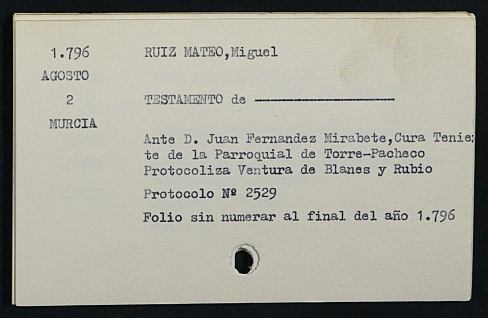 1.796 RUIZ MATEO,Miguel
AGOSTO
2 TESTAMENTO de
MURCIA
Ante D. Juan Fernandez Mirabete,Cura Tenie
te de la Parroquial de Torre-Pacheco
Protocoliza Ventura de Blanes y Rubio
Protocolo Nº 2529
Folio sin numerar al final del año 1.796